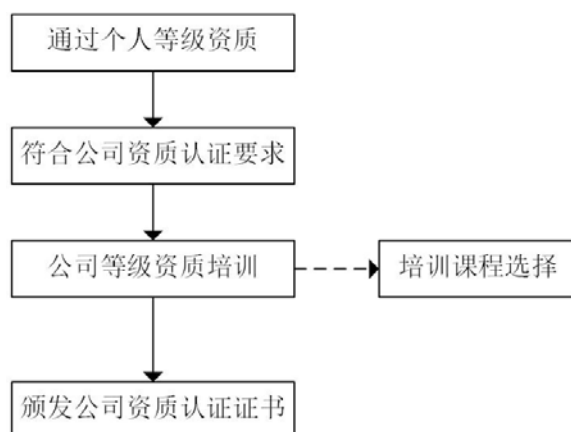 通过个人等级资质
符合公司资质认证要求
公司等级资质培训
培训课程选择
颁发公司资质认证证书